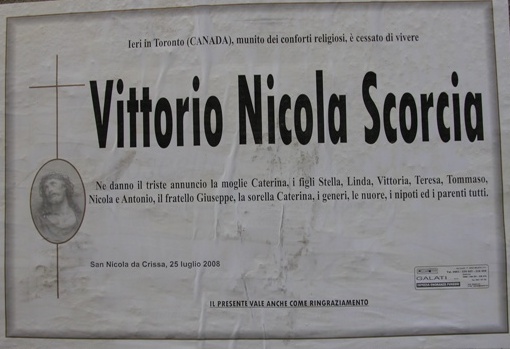 Ieri in Toronto (CANADA), munito dei conforti religiosi, è cessato di vivere
Vittorio Nicola Scorcia
Ne danno il triste annuncio la moglie Caterina, i figli Stella, Linda, Vittoria, Teresa, Tommaso,
Nicola e Antonio, il fratello Giuseppe, la sorella Caterina, i generi, le nuore, i nipoti ed i parenti tutti.
San Nicola da Crissa, 25 luglio 2008
GALATI
IL PRESENTE VALE ANCHE COME RINGRAZIAMENTO